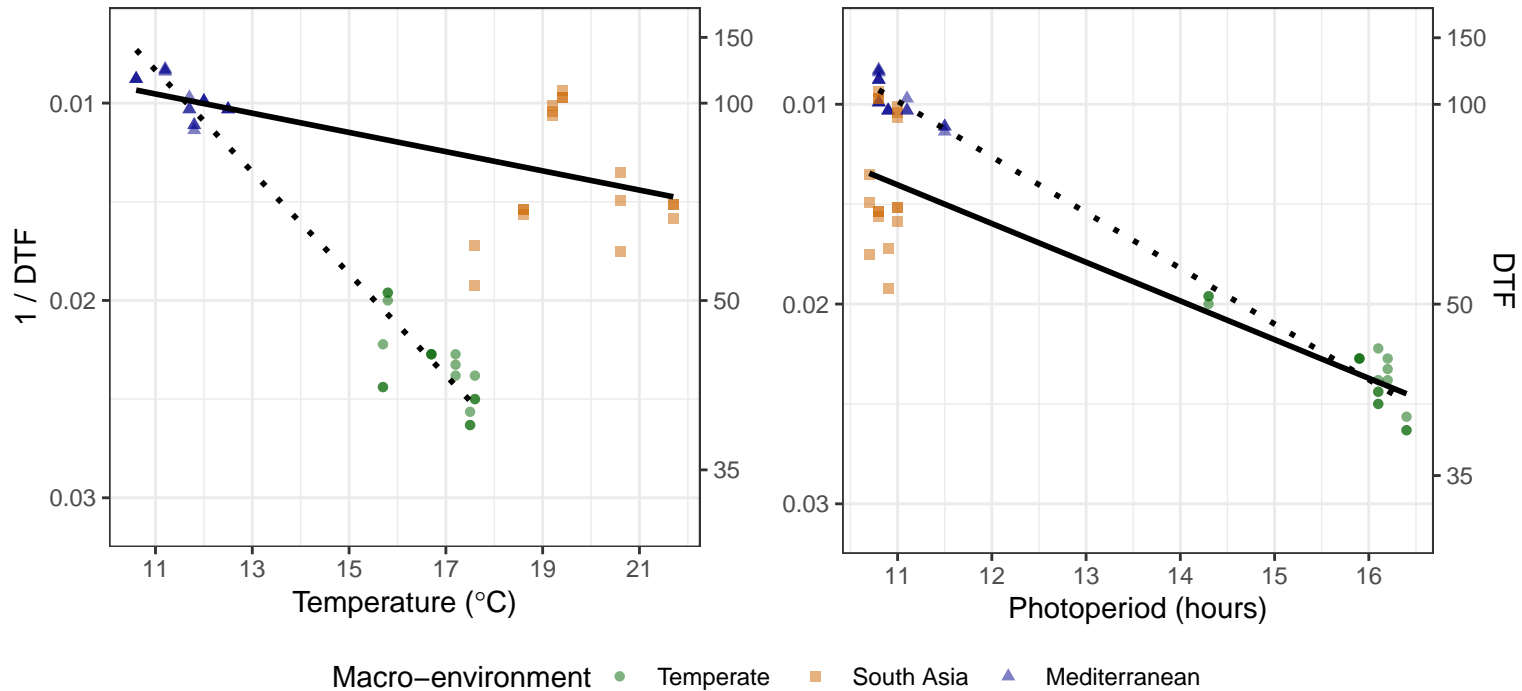 1 / DTF
0.01
0.02
0.03
150
100
50
35
11 13 15 17 19 21
Temperature (°C)
0.01
0.02
0.03
150
100
50
35
DTF
11 12 13 14 15 16
Photoperiod (hours)
Macro−environment Temperate South Asia Mediterranean